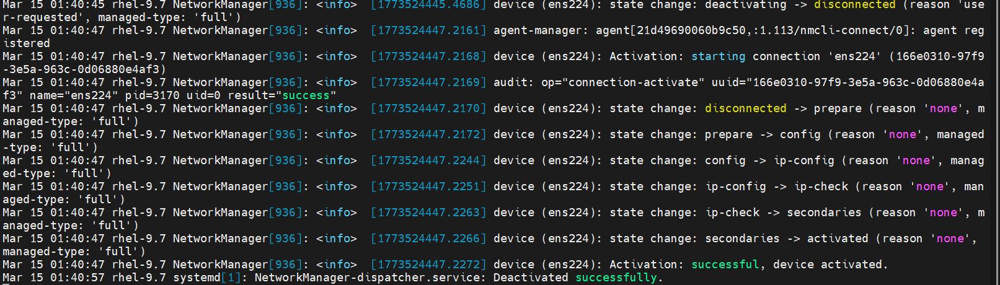 Mar 15 01:40:45 rhel-9.7 NetworkManager[936]: <info>  [1773524445.4686] device (ens224): state change: deactivating -> disconnected (reason 'use
r-requested', managed-type: 'full')
Mar 15 01:40:47 rhel-9.7 NetworkManager[936]: <info>  [1773524447.2161] agent-manager: agent[21d49690060b9c50,:1.113/nmcli-connect/0]: agent reg
istered
Mar 15 01:40:47 rhel-9.7 NetworkManager[936]: <info>  [1773524447.2168] device (ens224): Activation: starting connection 'ens224' (166e0310-97f9
-3e5a-963c-0d06880e4af3)
Mar 15 01:40:47 rhel-9.7 NetworkManager[936]: <info>  [1773524447.2169] audit: op="connection-activate" uuid="166e0310-97f9-3e5a-963c-0d06880e4a
f3" name="ens224" pid=3170 uid=0 result="success"
Mar 15 01:40:47 rhel-9.7 NetworkManager[936]: <info>  [1773524447.2170] device (ens224): state change: disconnected -> prepare (reason 'none', m
anaged-type: 'full')
Mar 15 01:40:47 rhel-9.7 NetworkManager[936]: <info>  [1773524447.2172] device (ens224): state change: prepare -> config (reason 'none', managed
-type: 'full')
Mar 15 01:40:47 rhel-9.7 NetworkManager[936]: <info>  [1773524447.2244] device (ens224): state change: config -> ip-config (reason 'none', manag
ed-type: 'full')
Mar 15 01:40:47 rhel-9.7 NetworkManager[936]: <info>  [1773524447.2251] device (ens224): state change: ip-config -> ip-check (reason 'none', man
aged-type: 'full')
Mar 15 01:40:47 rhel-9.7 NetworkManager[936]: <info>  [1773524447.2263] device (ens224): state change: ip-check -> secondaries (reason 'none', m
anaged-type: 'full')
Mar 15 01:40:47 rhel-9.7 NetworkManager[936]: <info>  [1773524447.2266] device (ens224): state change: secondaries -> activated (reason 'none',
managed-type: 'full')
Mar 15 01:40:47 rhel-9.7 NetworkManager[936]: <info>  [1773524447.2272] device (ens224): Activation: successful, device activated.
Mar 15 01:40:57 rhel-9.7 systemd[1]: NetworkManager-dispatcher.service: Deactivated successfully.